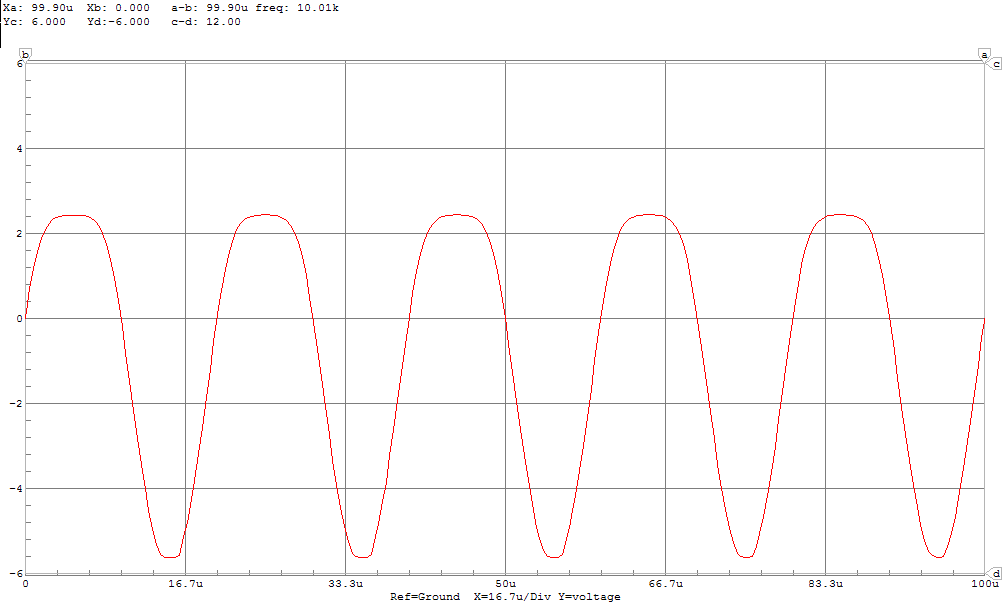 Xa: 99.90u Xb: 0.000 a-b: 99.90u freq: 10.01k
Yc: 6.000 Yd:-6.000 c-d: 12.00
b a
6 c
4
2
0
-2
-4
-6 d
0 16.7u 33.3u 50u 66.7u 83.3u 100u
Ref=Ground X=16.7u/Div Y=voltage